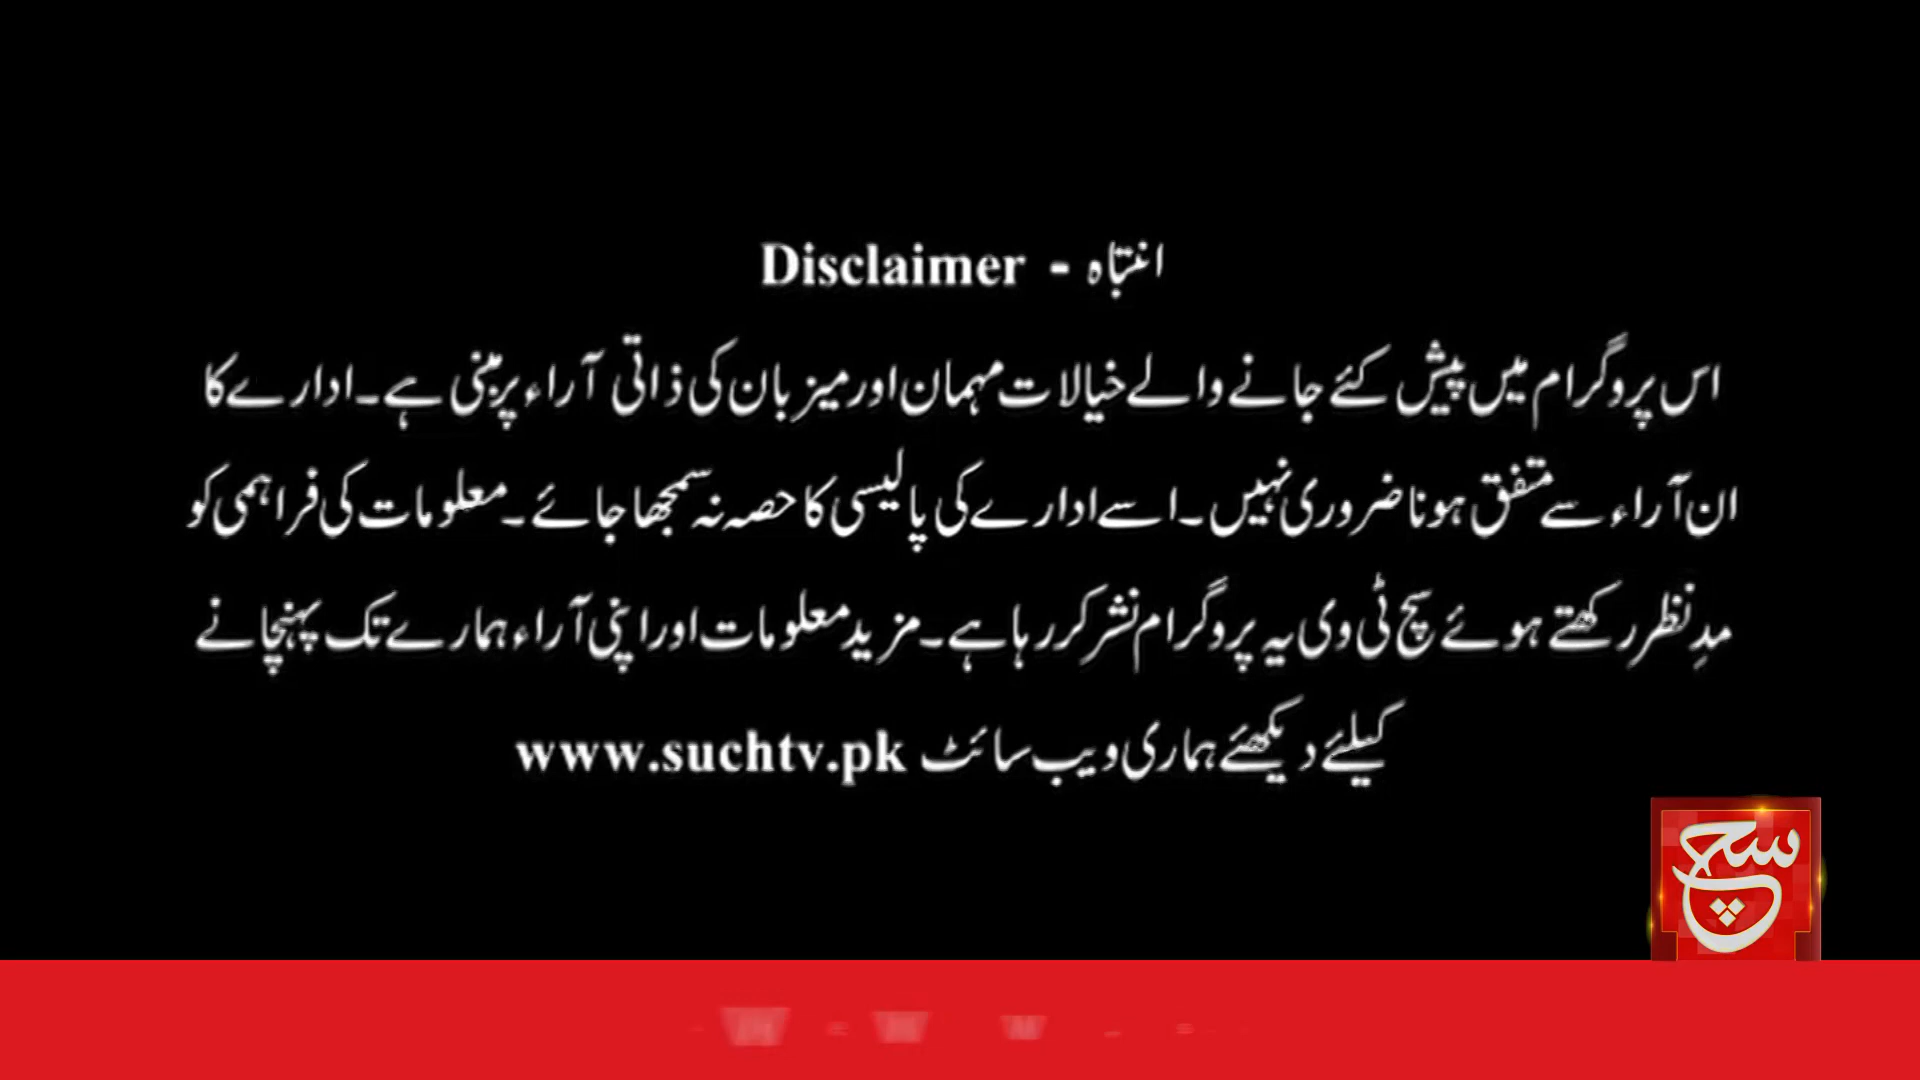 انتباہ - Disclaimer
اس پروگرام میں پیش کئے جانے والے خیالات مہمان اور میزبان کی ذاتی آراء پر مبنی ہے۔ ادارے کا
ان آراء سے متفق ہونا ضروری نہیں۔ اسے ادارے کی پالیسی کا حصہ نہ سمجھا جائے۔ معلومات کی فراہمی کو
مدِنظر رکھتے ہوئے سچ ٹی وی یہ پروگرام نشر کر رہا ہے۔ مزید معلومات اور اپنی آراء ہمارے تک پہنچانے
کیلئے دیکھئے ہماری ویب سائٹ www.suchtv.pk
سچ